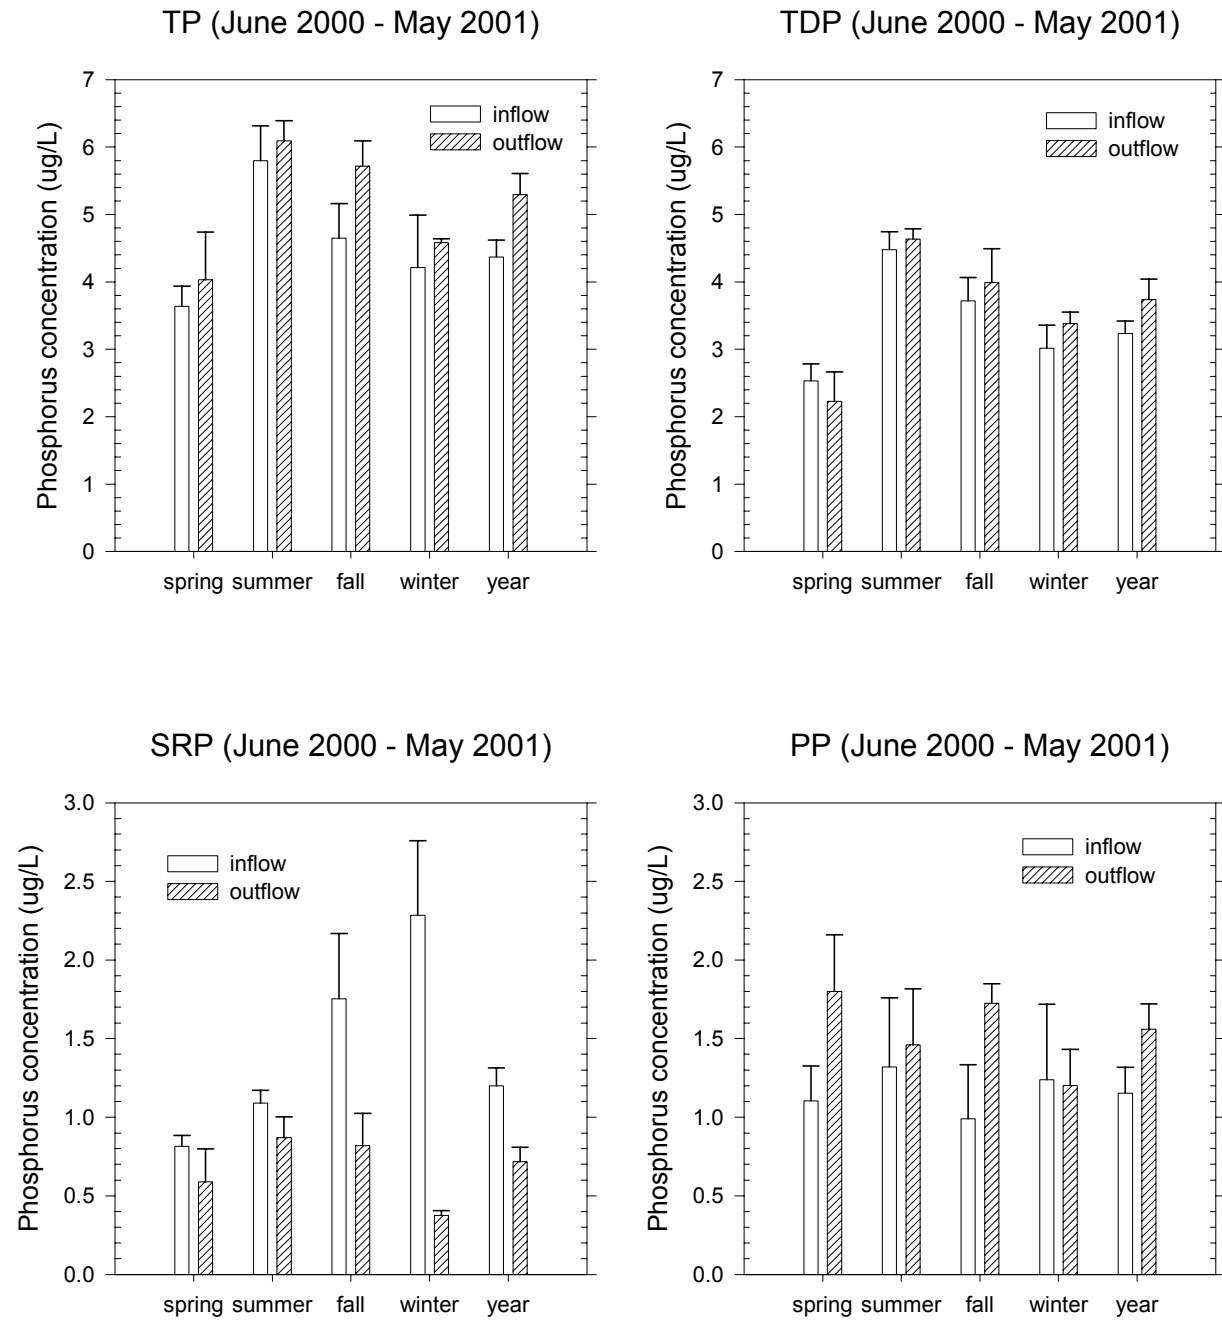 TP (June 2000 - May 2001)
Phosphorus concentration (ug/L)
7
6
5
4
3
2
1
0
inflow
outflow
spring summer fall winter year
TDP (June 2000 - May 2001)
Phosphorus concentration (ug/L)
7
6
5
4
3
2
1
0
inflow
outflow
spring summer fall winter year
SRP (June 2000 - May 2001)
Phosphorus concentration (ug/L)
3.0
2.5
2.0
1.5
1.0
0.5
0.0
inflow
outflow
spring summer fall winter year
PP (June 2000 - May 2001)
Phosphorus concentration (ug/L)
3.0
2.5
2.0
1.5
1.0
0.5
0.0
inflow
outflow
spring summer fall winter year